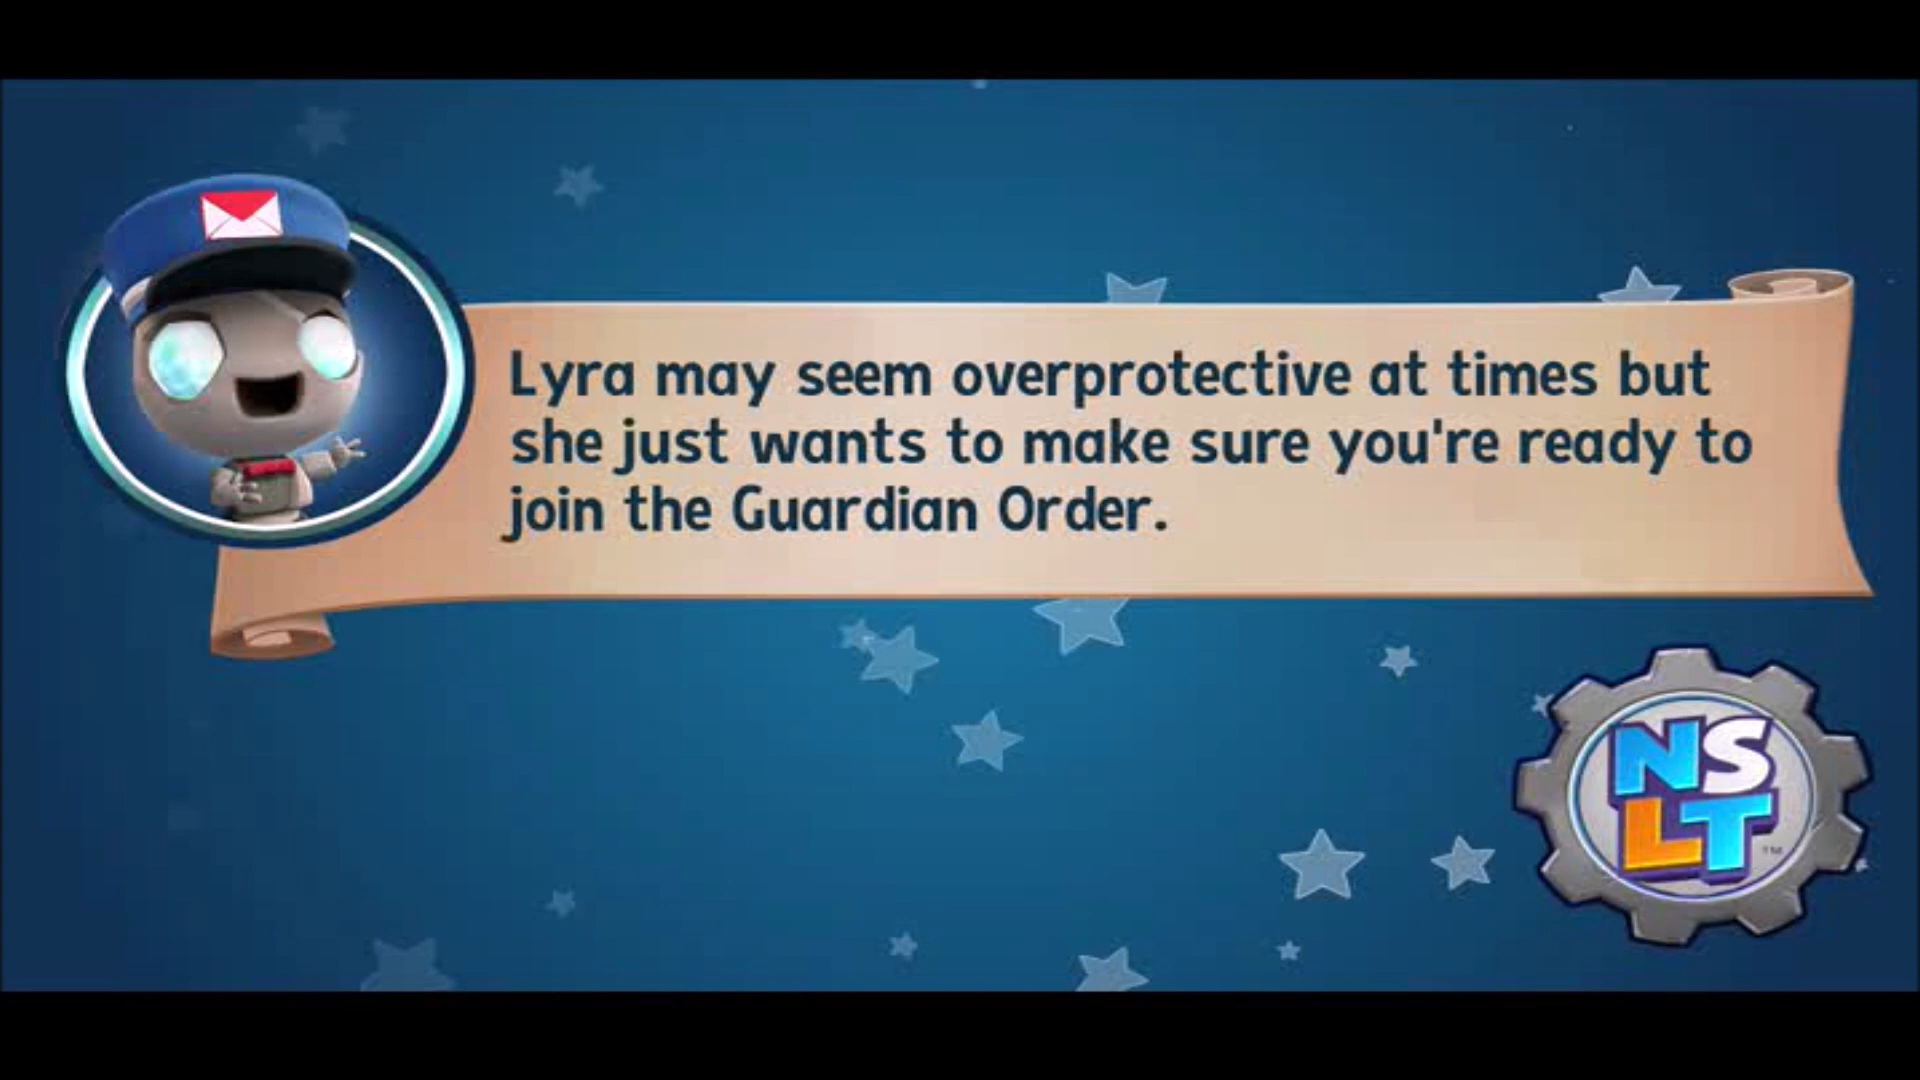 Lyra may seem overprotective at times but
she just wants to make sure you're ready to
join the Guardian Order.
NS
LT
TM